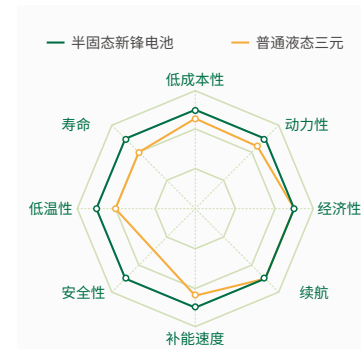 半固态新锋电池 普通液态三元
低成本性
寿命 动力性
低温性 经济性
安全性 续航
补能速度